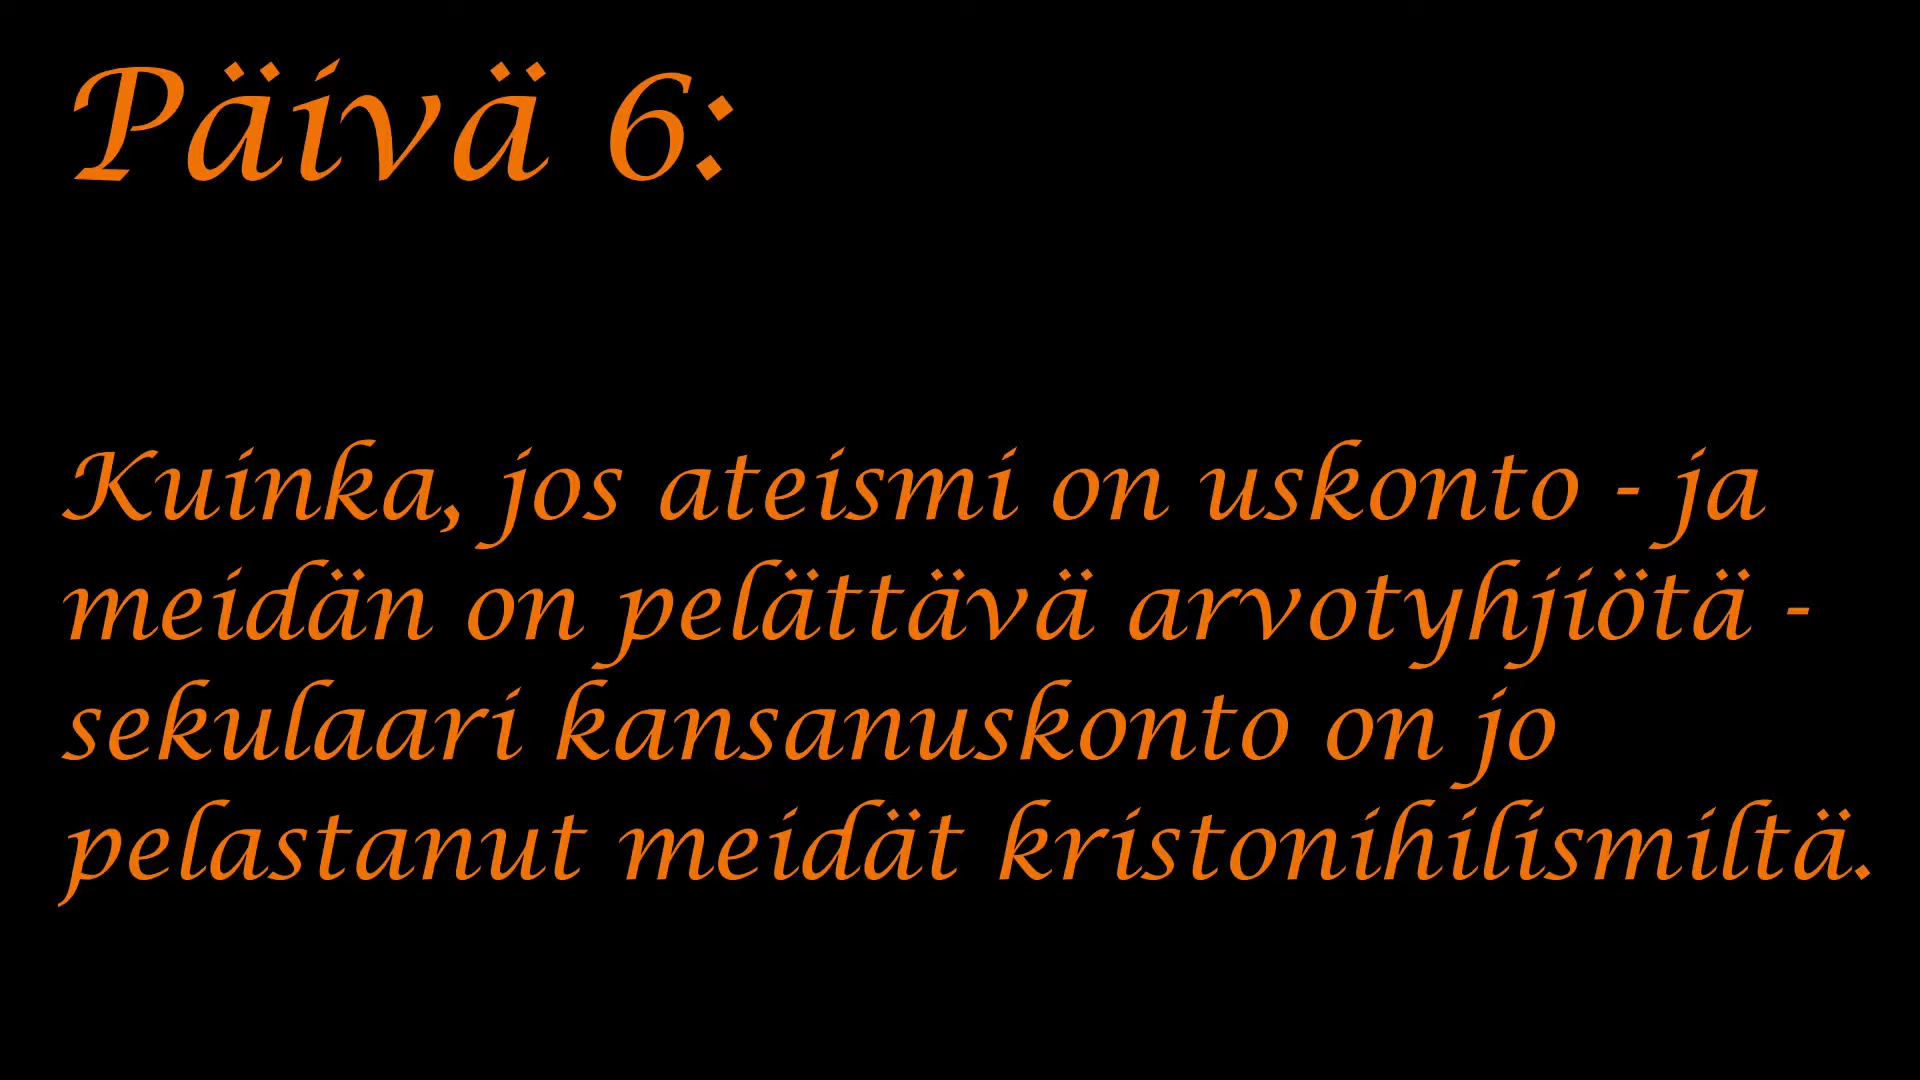 Päivä 6:
Kuinka, jos ateismi on uskonto - ja
meidän on pelättävä arvotyhjiötä -
sekulaari kansanuskonto on jo
pelastanut meidät kristonihilismiltä.